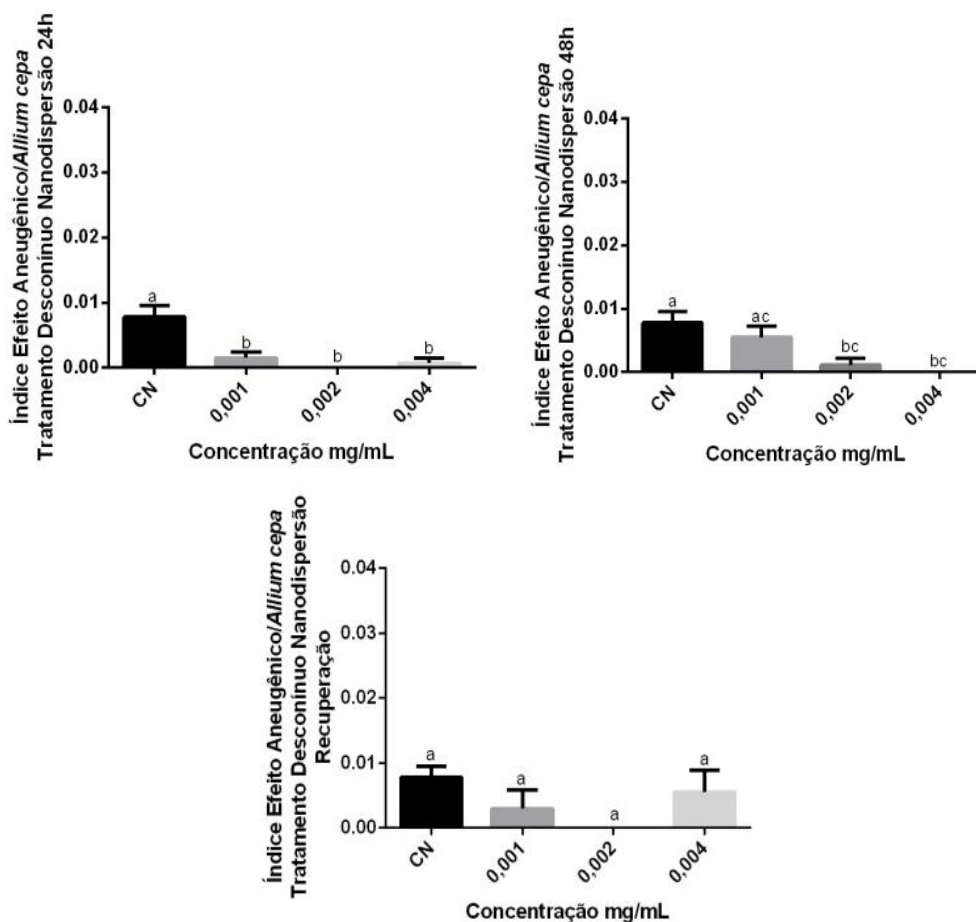 Índice Efeito Aneugênico/Allium cepa
Tratamento Desconínuo Nanodispersão 24h
0.04
0.03
0.02
0.01
0.00
a
b
b
b
CN
0,001
0,002
0,004
Concentração mg/mL
Índice Efeito Aneugênico/Allium cepa
Tratamento Desconínuo Nanodispersão 48h
0.04
0.03
0.02
0.01
0.00
a
ac
bc
bc
CN
0,001
0,002
0,004
Concentração mg/mL
Índice Efeito Aneugênico/Allium cepa
Tratamento Desconínuo Nanodispersão
Recuperação
0.04
0.03
0.02
0.01
0.00
a
a
a
a
CN
0,001
0,002
0,004
Concentração mg/mL